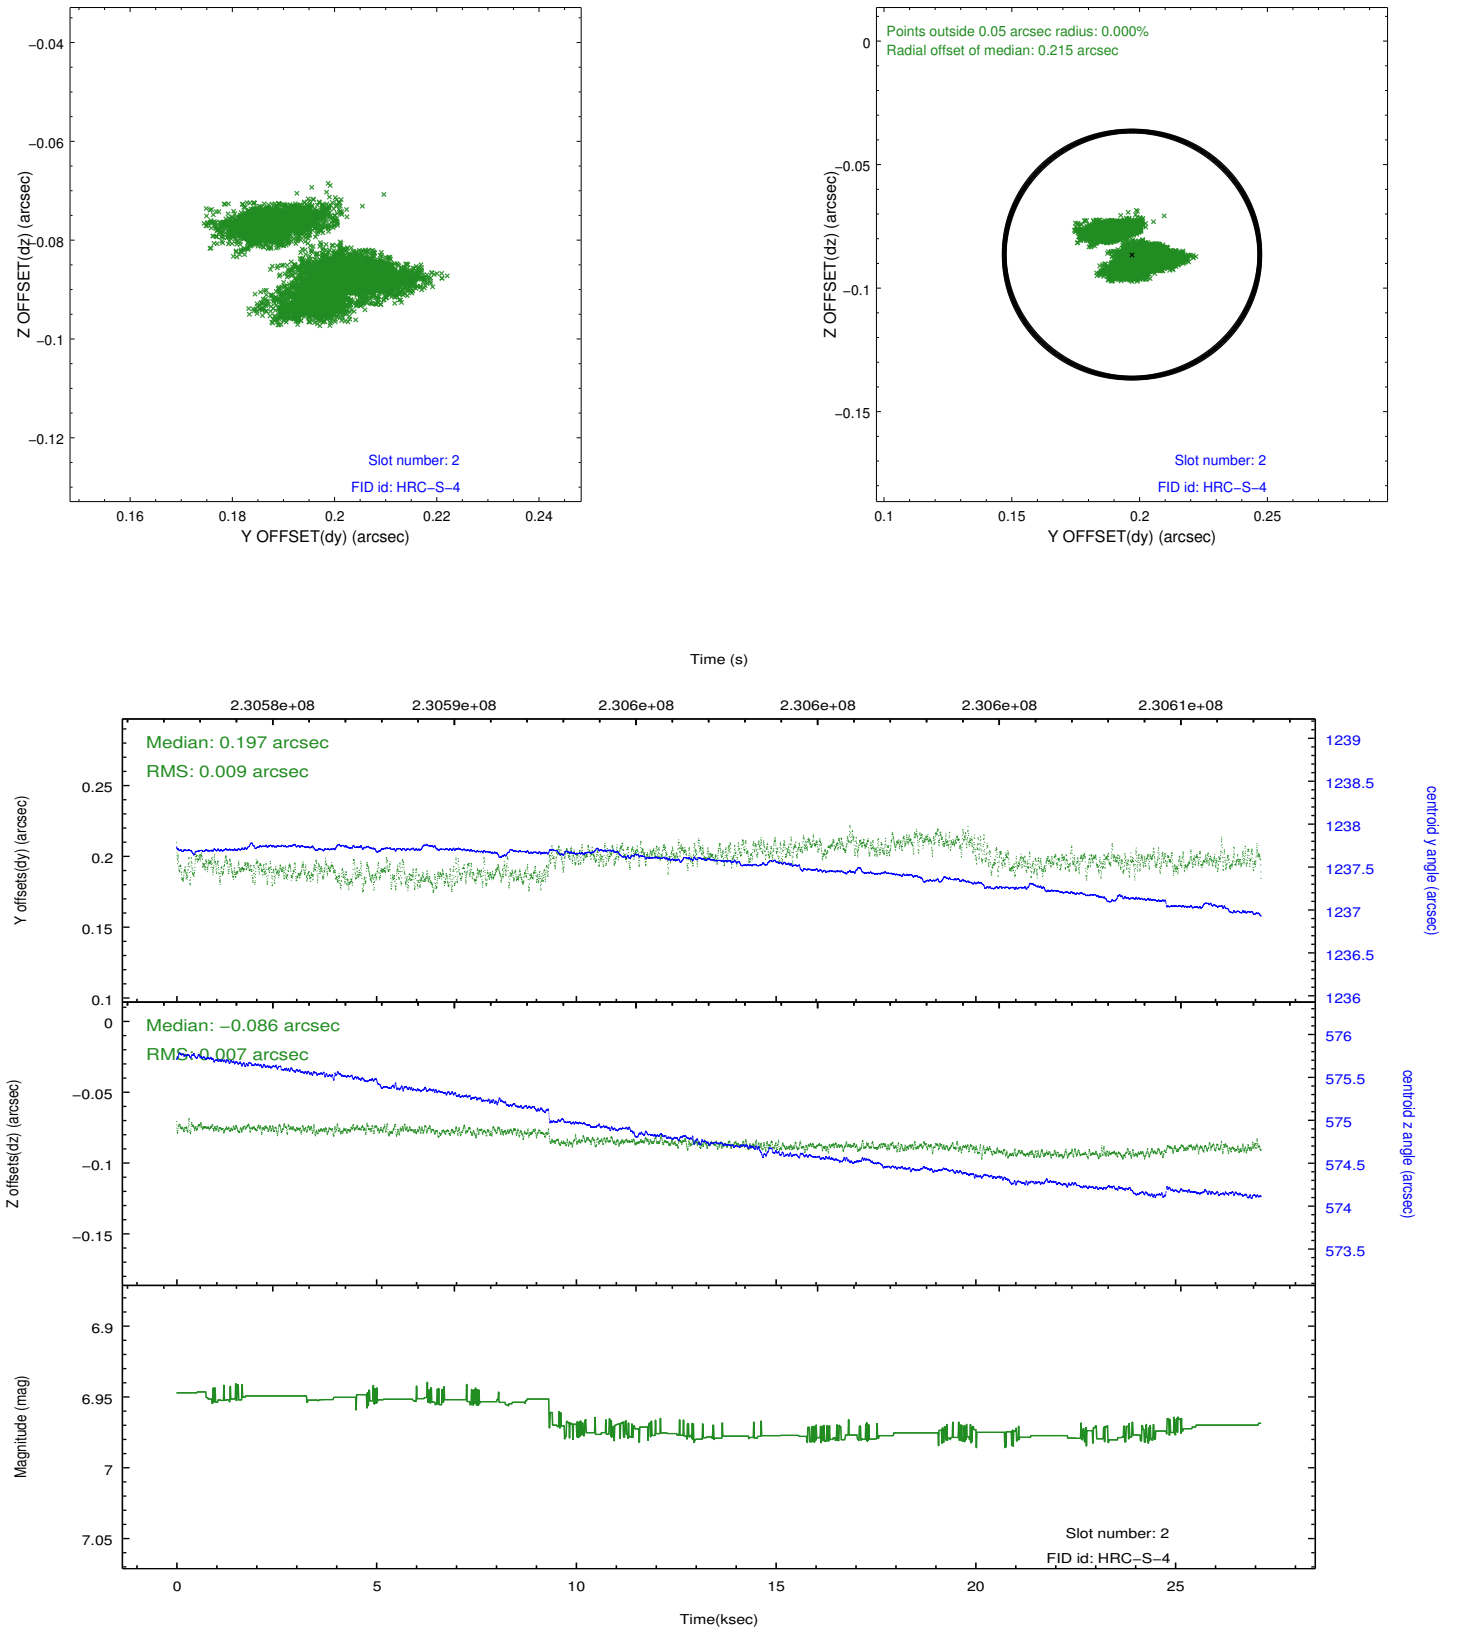 −0.04
−0.06
−0.08
−0.1
−0.12
Z OFFSET(dz) (arcsec)
Slot number: 2
FID id: HRC−S−4
0.16 0.18 0.2 0.22 0.24
Y OFFSET(dy) (arcsec)
Points outside 0.05 arcsec radius: 0.000%
Radial offset of median: 0.215 arcsec
0
−0.05
−0.1
−0.15
Z OFFSET(dz) (arcsec)
Slot number: 2
FID id: HRC−S−4
0.1 0.15 0.2 0.25
Y OFFSET(dy) (arcsec)
Time (s)
2.3058e+08 2.3059e+08 2.306e+08 2.306e+08 2.306e+08 2.3061e+08
Median: 0.197 arcsec
RMS: 0.009 arcsec
0.25
0.2
0.15
0.1
Y offsets(dy) (arcsec)
1239
1238.5
1238
1237.5
1237
1236.5
1236
centroid y angle (arcsec)
Median: −0.086 arcsec
RMS: 0.007 arcsec
0
−0.05
−0.1
−0.15
Z offsets(dz) (arcsec)
576
575.5
575
574.5
574
573.5
centroid z angle (arcsec)
6.9
6.95
7
7.05
Magnitude (mag)
Slot number: 2
FID id: HRC−S−4
0 5 10 15 20 25
Time(ksec)